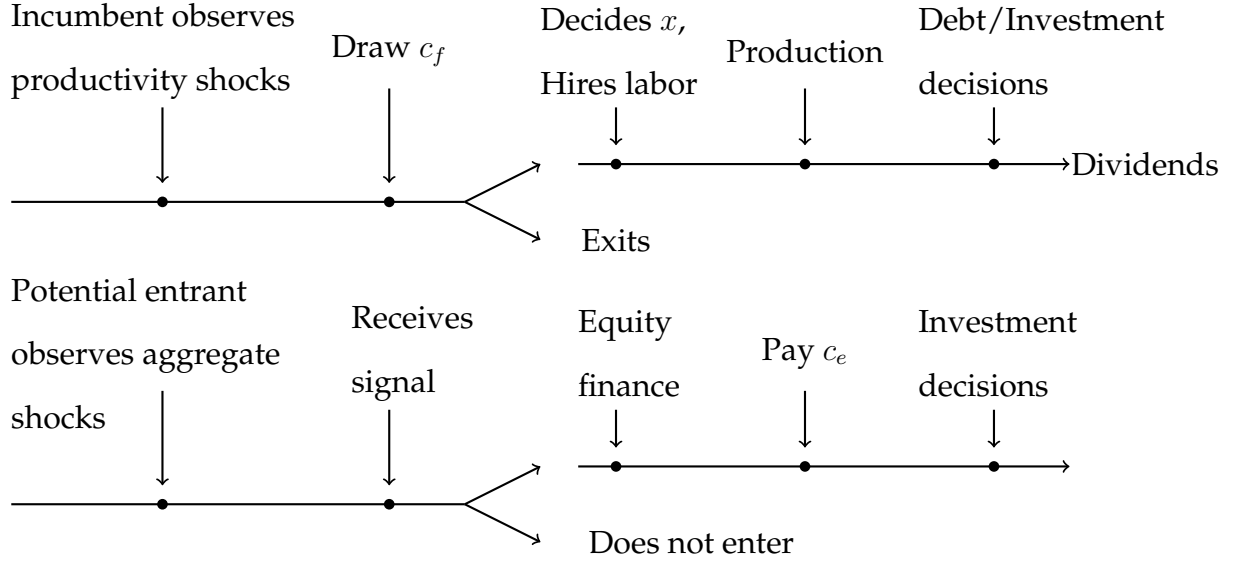 Incumbent observes
productivity shocks
Draw c_f
Decides x,
Hires labor
Production
Debt/Investment
decisions
Dividends
Exits
Potential entrant
observes aggregate
shocks
Receives
signal
Equity
finance
Pay c_e
Investment
decisions
Does not enter